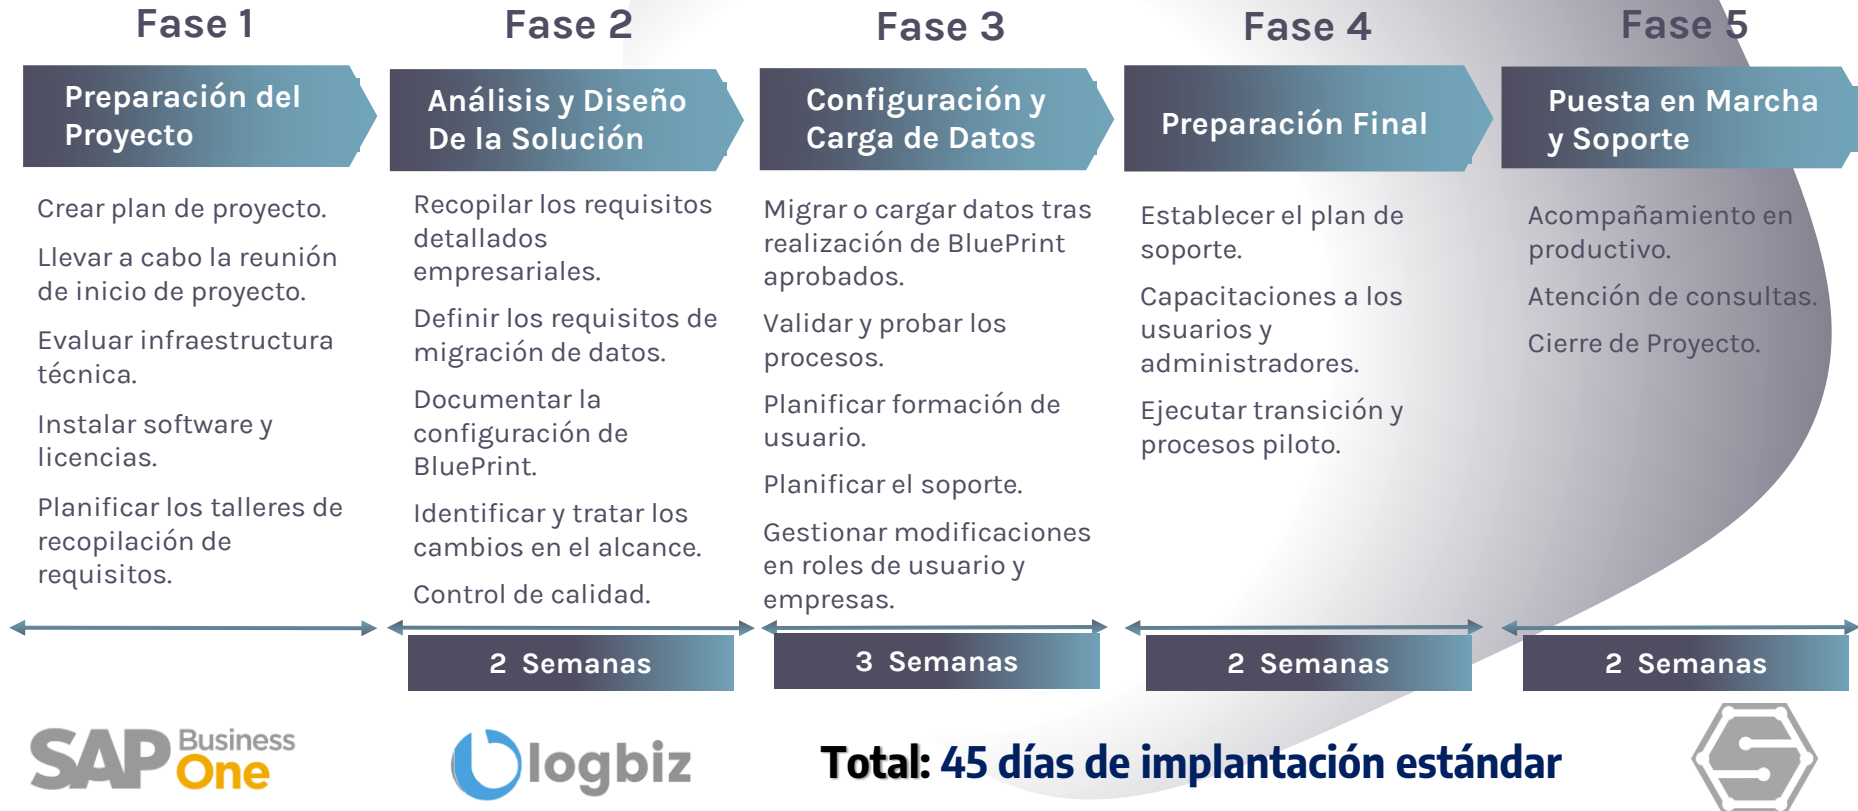 Fase 1
Preparación del
Proyecto
Crear plan de proyecto.
Llevar a cabo la reunión
de inicio de proyecto.
Evaluar infraestructura
técnica.
Instalar software y
licencias.
Planificar los talleres de
recopilación de
requisitos.
Fase 2
Análisis y Diseño
De la Solución
Recopilar los requisitos
detallados
empresariales.
Definir los requisitos de
migración de datos.
Documentar la
configuración de
BluePrint.
Identificar y tratar los
cambios en el alcance.
Control de calidad.
2 Semanas
Fase 3
Configuración y
Carga de Datos
Migrar o cargar datos tras
realización de BluePrint
aprobados.
Validar y probar los
procesos.
Planificar formación de
usuario.
Planificar el soporte.
Gestionar modificaciones
en roles de usuario y
empresas.
3 Semanas
Fase 4
Preparación Final
Establecer el plan de
soporte.
Capacitaciones a los
usuarios y
administradores.
Ejecutar transición y
procesos piloto.
2 Semanas
Fase 5
Puesta en Marcha
y Soporte
Acompañamiento en
productivo.
Atención de consultas.
Cierre de Proyecto.
2 Semanas
SAP Business One
logbiz
Total: 45 días de implantación estándar